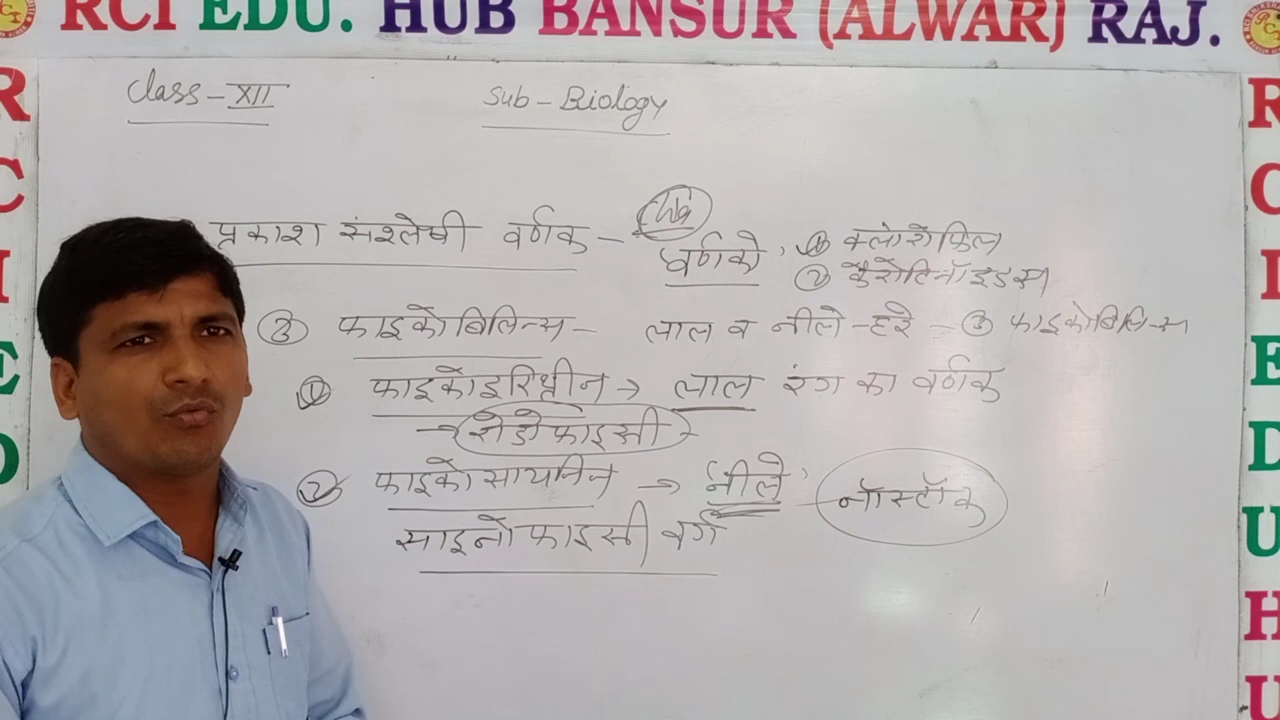 RCI EDU. HUB BANSUR (ALWAR) RAJ.
Class - XII
Sub - Biology
प्रकाश संश्लेषी वर्णक -
'वर्णको'
① क्लोरोफिल
② कैरोटिनॉइडस
③ फाइकोबिलिन्स - लाल व नीले - हरे - ③ फाइकोबिलिन्स
① फाइकोइरिथ्रीन → लाल रंग का वर्णक
→ रोडोफाइसी
② फाइकोसायनिन → 'नीले' - नॉस्टॉक
साइनोफाइसी वर्ग
R C I E D
R C I E D U H U